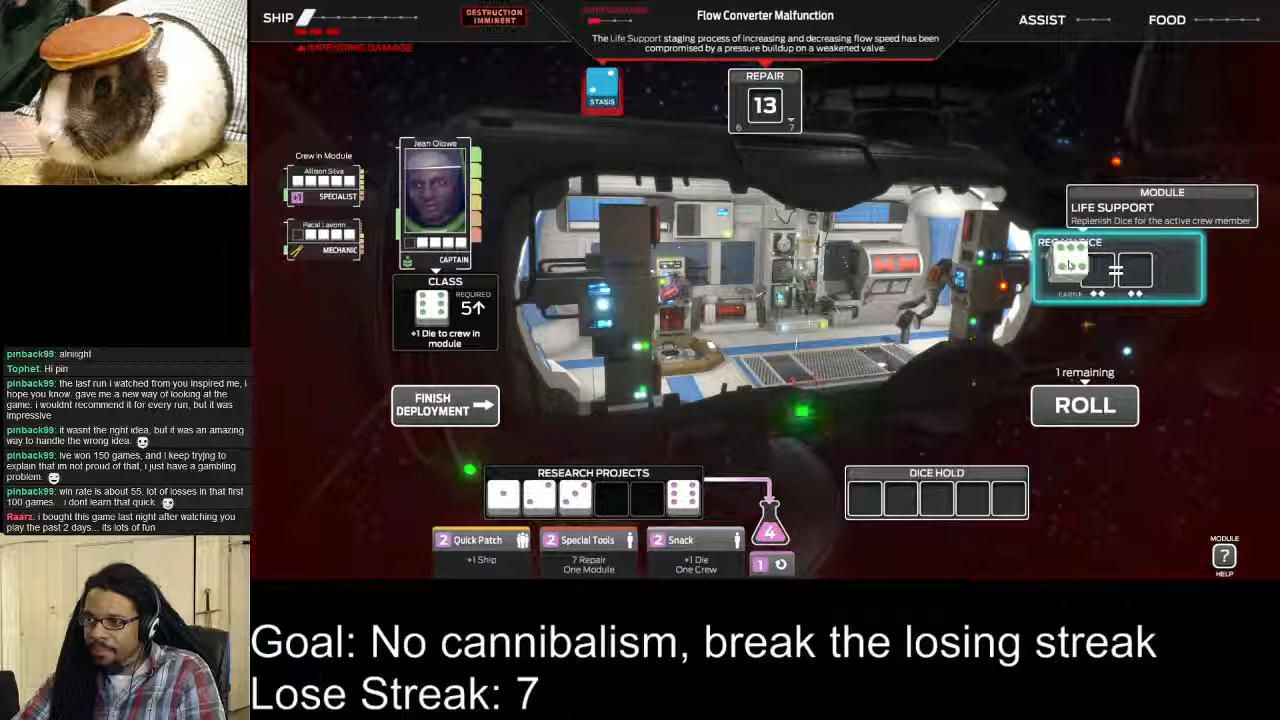 SHIP
DESTRUCTION
IMMINENT
IMPENDING DAMAGE
Flow Converter Malfunction
The Life Support staging process of increasing and decreasing flow speed has been
compromised by a pressure buildup on a weakened valve.
ASSIST
FOOD
STASIS
REPAIR
13
6 7
Crew in Module
Allison Silva
+1 SPECIALIST
Pacal Lavorin
MECHANIC
Jean Olowe
CAPTAIN
CLASS
REQUIRED
5↑
+1 Die to crew in
module
FINISH
DEPLOYMENT
MODULE
LIFE SUPPORT
Replenish Dice for the active crew member
=
1 remaining
ROLL
RESEARCH PROJECTS
DICE HOLD
4
2 Quick Patch
+1 Ship
2 Special Tools
7 Repair
One Module
2 Snack
+1 Die
One Crew
1
MODULE
?
HELP
pinback99: alriiight
Tophet: Hi pin
pinback99: the last run i watched from you inspired me, i
hope you know. gave me a new way of looking at the
game. i wouldnt recommend it for every run, but it was
impressive
pinback99: it wasnt the right idea, but it was an amazing
way to handle the wrong idea.
pinback99: Ive won 150 games, and I keep tryjng to
explain that im not proud of that, i just have a gambling
problem.
pinback99: win rate is about 55, lot of losses in that first
100 games... i dont learn that quick.
Raarz: i bought this game last night after watching you
play the past 2 days... its lots of fun
Goal: No cannibalism, break the losing streak
Lose Streak: 7